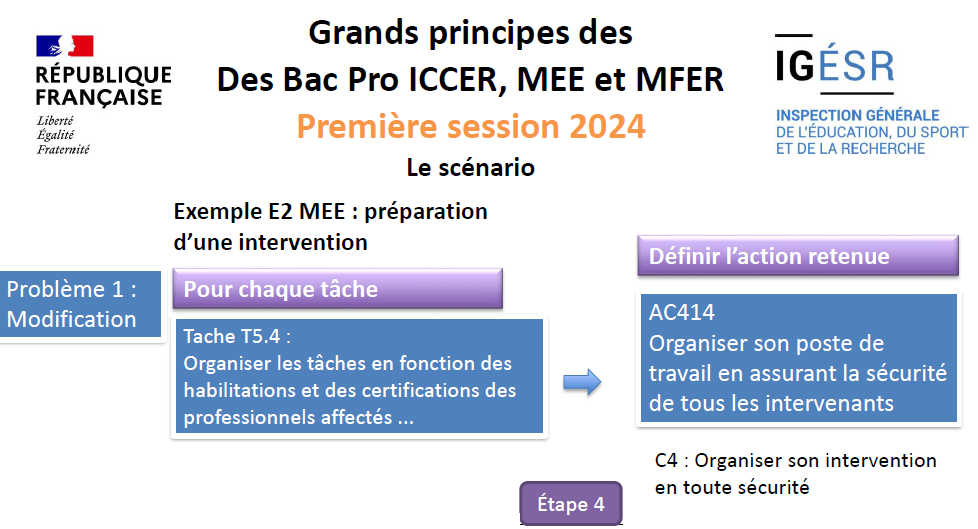 Grands principes des
Des Bac Pro ICCER, MEE et MFER
Première session 2024
Le scénario
RÉPUBLIQUE
FRANÇAISE
Liberté
Égalité
Fraternité
IGÉSR
INSPECTION GÉNÉRALE
DE L'ÉDUCATION, DU SPORT
ET DE LA RECHERCHE
Exemple E2 MEE : préparation
d'une intervention
Problème 1 :
Modification
Pour chaque tâche
Tache T5.4 :
Organiser les tâches en fonction des
habilitations et des certifications des
professionnels affectés ...
Définir l'action retenue
AC414
Organiser son poste de
travail en assurant la sécurité
de tous les intervenants
C4 : Organiser son intervention
en toute sécurité
Étape 4